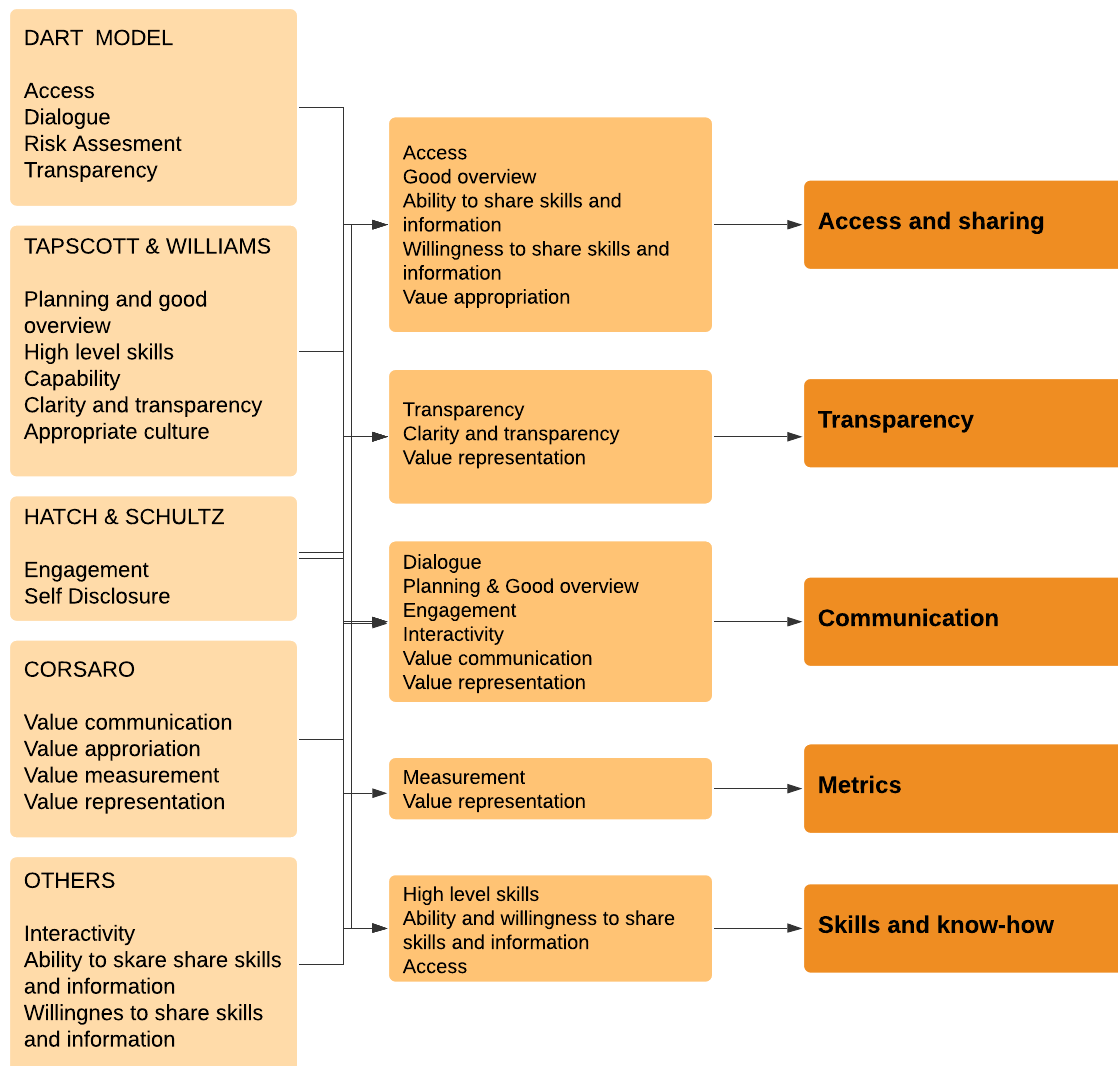 DART  MODEL
Access
Dialogue
Risk Assesment
Transparency
TAPSCOTT & WILLIAMS
Planning and good
overview
High level skills
Capability
Clarity and transparency
Appropriate culture
HATCH & SCHULTZ
Engagement
Self Disclosure
CORSARO
Value communication
Value approriation
Value measurement
Value representation
OTHERS
Interactivity
Ability to skare share skills
and information
Willingnes to share skills
and information
Access
Good overview
Ability to share skills and
information
Willingness to share skills and
information
Vaue appropriation
Transparency
Clarity and transparency
Value representation
Dialogue
Planning & Good overview
Engagement
Interactivity
Value communication
Value representation
Measurement
Value representation
High level skills
Ability and willingness to share
skills and information
Access
Access and sharing
Transparency
Communication
Metrics
Skills and know-how